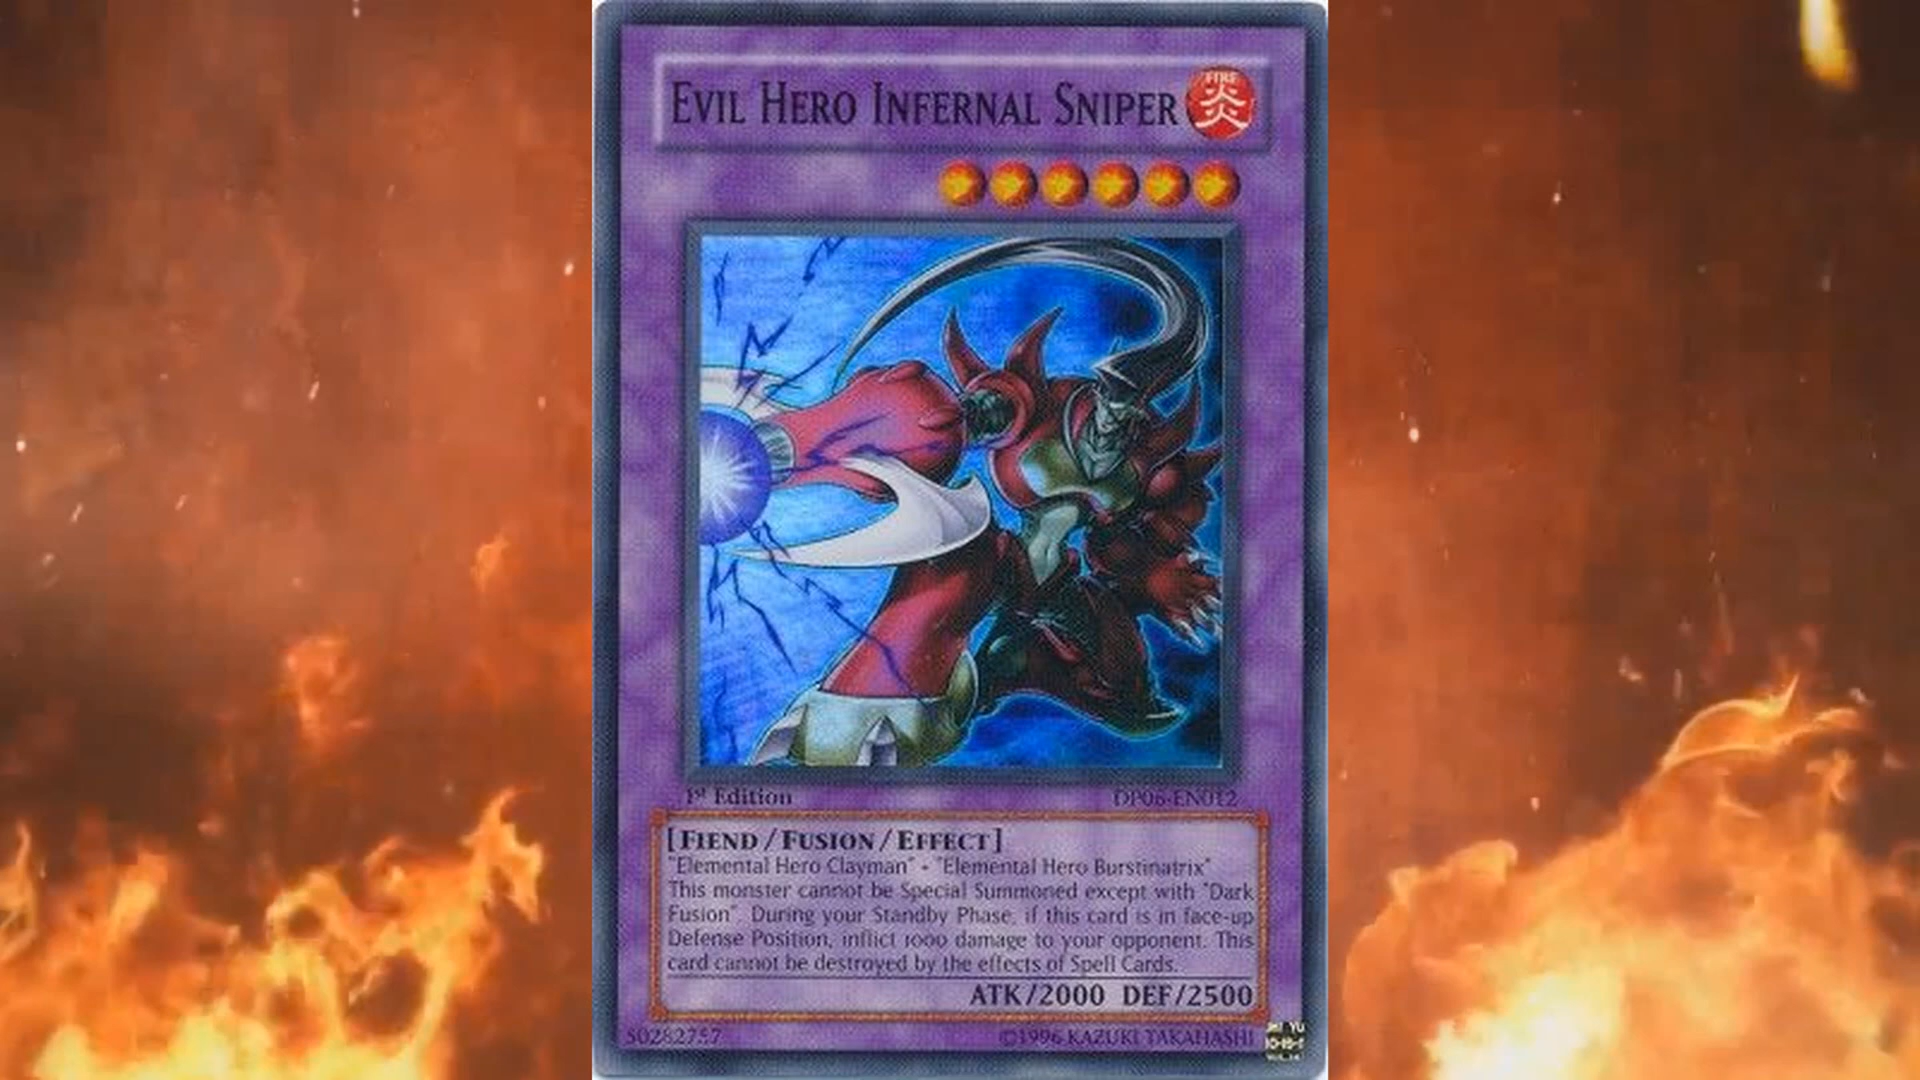 EVIL HERO INFERNAL SNIPER
FIRE
炎
1st Edition
DP06-EN012
[FIEND/FUSION/EFFECT]
"Elemental Hero Clayman" + "Elemental Hero Burstinatrix"
This monster cannot be Special Summoned except with "Dark
Fusion". During your Standby Phase, if this card is in face-up
Defense Position, inflict 1000 damage to your opponent. This
card cannot be destroyed by the effects of Spell Cards.
ATK/2000 DEF/2500
50282757
©1996 KAZUKI TAKAHASHI